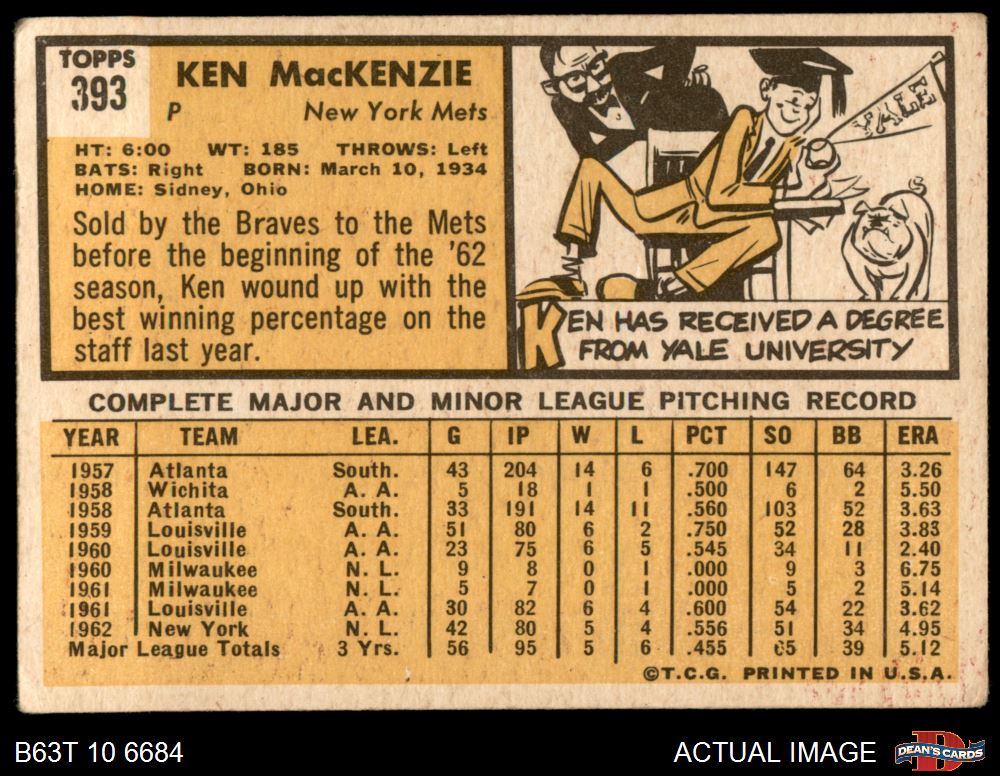 TOPPS
393
KEN MacKENZIE
P New York Mets
HT: 6:00 WT: 185 THROWS: Left
BATS: Right BORN: March 10, 1934
HOME: Sidney, Ohio
Sold by the Braves to the Mets
before the beginning of the '62
season, Ken wound up with the
best winning percentage on the
staff last year.
YALE
KEN HAS RECEIVED A DEGREE
FROM YALE UNIVERSITY
COMPLETE MAJOR AND MINOR LEAGUE PITCHING RECORD
YEAR TEAM LEA. G IP W L PCT SO BB ERA
1957 Atlanta South. 43 204 14 6 .700 147 64 3.26
1958 Wichita A. A. 5 18 1 1 .500 6 2 5.50
1958 Atlanta South. 33 191 14 11 .560 103 52 3.63
1959 Louisville A. A. 51 80 6 2 .750 52 28 3.83
1960 Louisville A. A. 23 75 6 5 .545 34 11 2.40
1960 Milwaukee N. L. 9 8 0 1 .000 9 3 6.75
1961 Milwaukee N. L. 5 7 0 1 .000 5 2 5.14
1961 Louisville A. A. 30 82 6 4 .600 54 22 3.62
1962 New York N. L. 42 80 5 4 .556 51 34 4.95
Major League Totals 3 Yrs. 56 95 5 6 .455 65 39 5.12
©T.C.G. PRINTED IN U.S.A.
B63T 10 6684 ACTUAL IMAGE DEAN'S CARDS